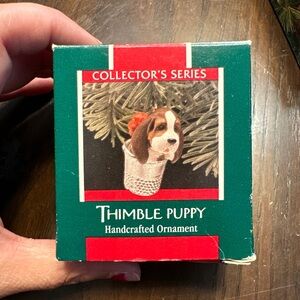 COLLECTOR'S SERIES
THIMBLE PUPPY
Handcrafted Ornament